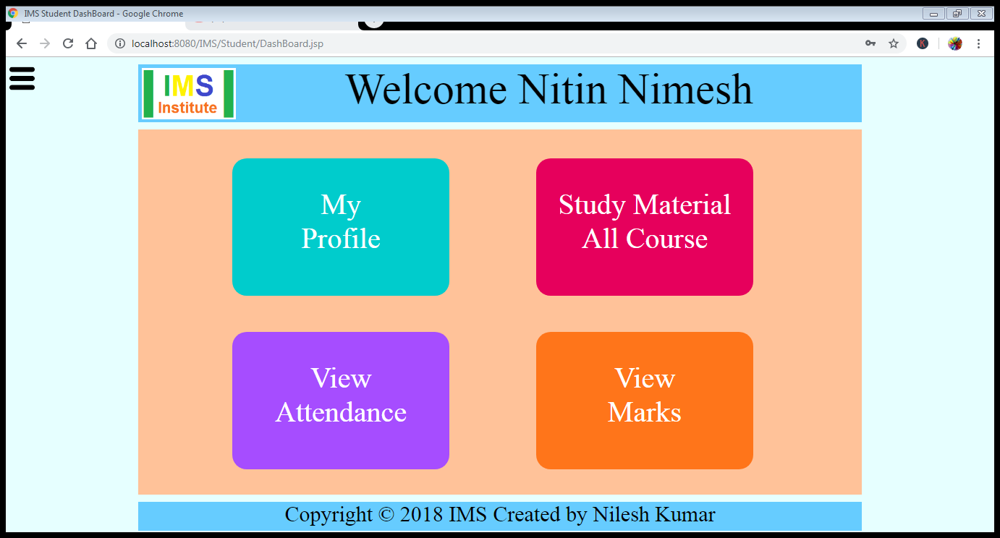 IMS Student DashBoard - Google Chrome
localhost:8080/IMS/Student/DashBoard.jsp
K
IMS
Institute
Welcome Nitin Nimesh
My
Profile
Study Material
All Course
View
Attendance
View
Marks
Copyright © 2018 IMS Created by Nilesh Kumar